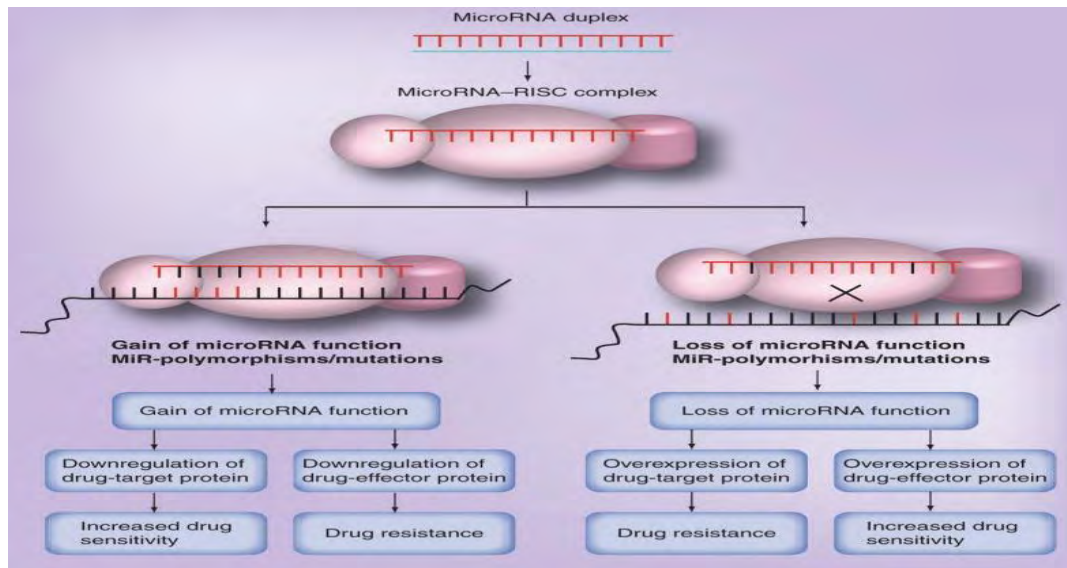 MicroRNA duplex
MicroRNA–RISC complex
Gain of microRNA function
MiR-polymorphisms/mutations
Loss of microRNA function
MiR-polymorhisms/mutations
Gain of microRNA function
Loss of microRNA function
Downregulation of
drug-target protein
Downregulation of
drug-effector protein
Overexpression of
drug-target protein
Overexpression of
drug-effector protein
Increased drug
sensitivity
Drug resistance
Drug resistance
Increased drug
sensitivity